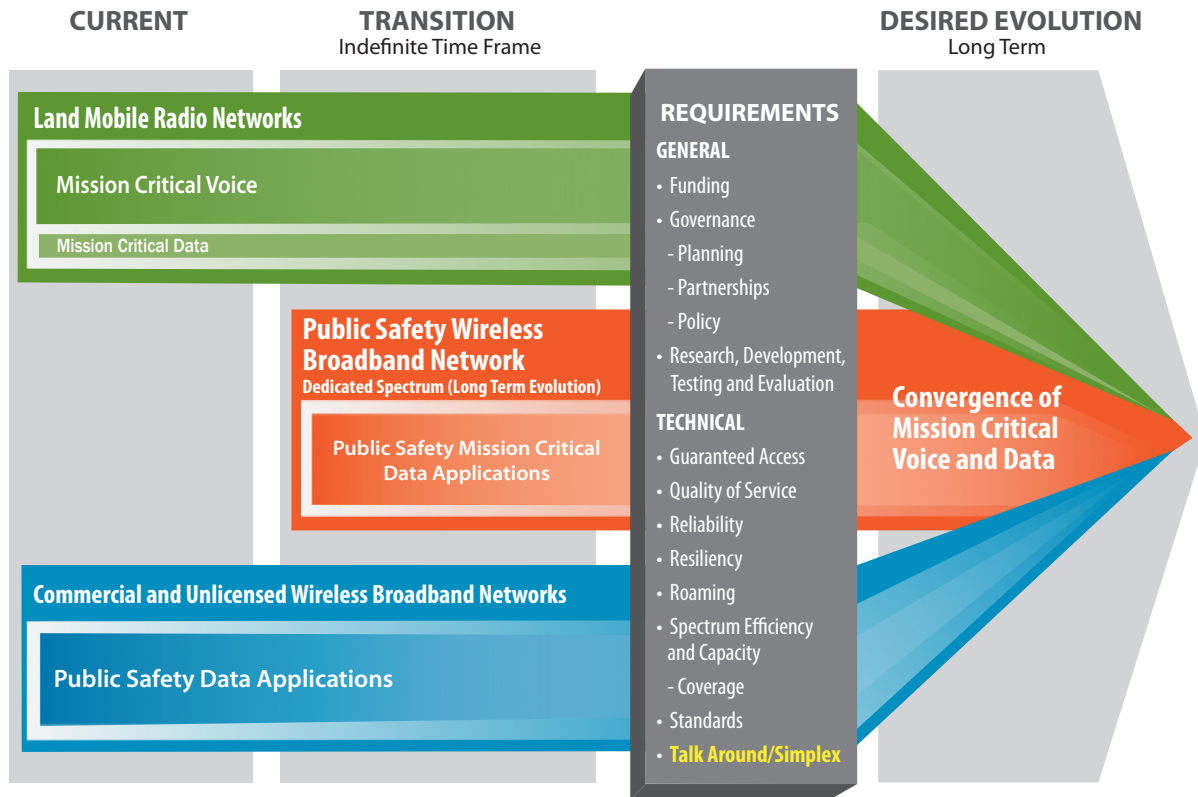 CURRENT
TRANSITION
Indefinite Time Frame
DESIRED EVOLUTION
Long Term
Land Mobile Radio Networks
Mission Critical Voice
Mission Critical Data
Public Safety Wireless
Broadband Network
Dedicated Spectrum (Long Term Evolution)
Public Safety Mission Critical
Data Applications
Commercial and Unlicensed Wireless Broadband Networks
Public Safety Data Applications
REQUIREMENTS
GENERAL
• Funding
• Governance
- Planning
- Partnerships
- Policy
• Research, Development,
Testing and Evaluation
TECHNICAL
• Guaranteed Access
• Quality of Service
• Reliability
• Resiliency
• Roaming
• Spectrum Efficiency
and Capacity
- Coverage
• Standards
• Talk Around/Simplex
Convergence of
Mission Critical
Voice and Data